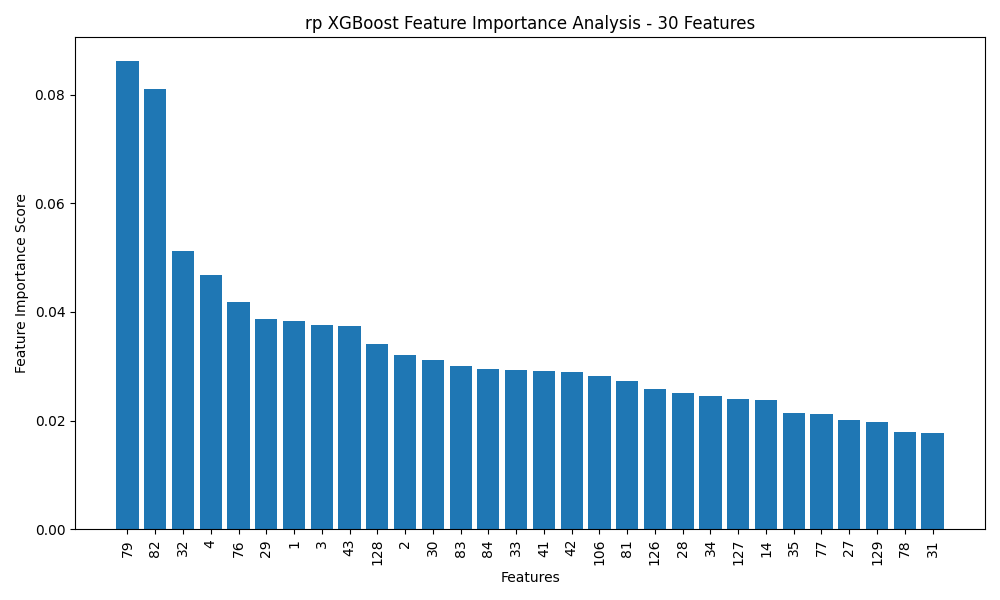 rp XGBoost Feature Importance Analysis - 30 Features
Feature Importance Score
0.08
0.06
0.04
0.02
0.00
79 82 32 4 76 29 1 3 43 128 2 30 83 84 33 41 42 106 81 126 28 34 127 14 35 77 27 129 78 31
Features